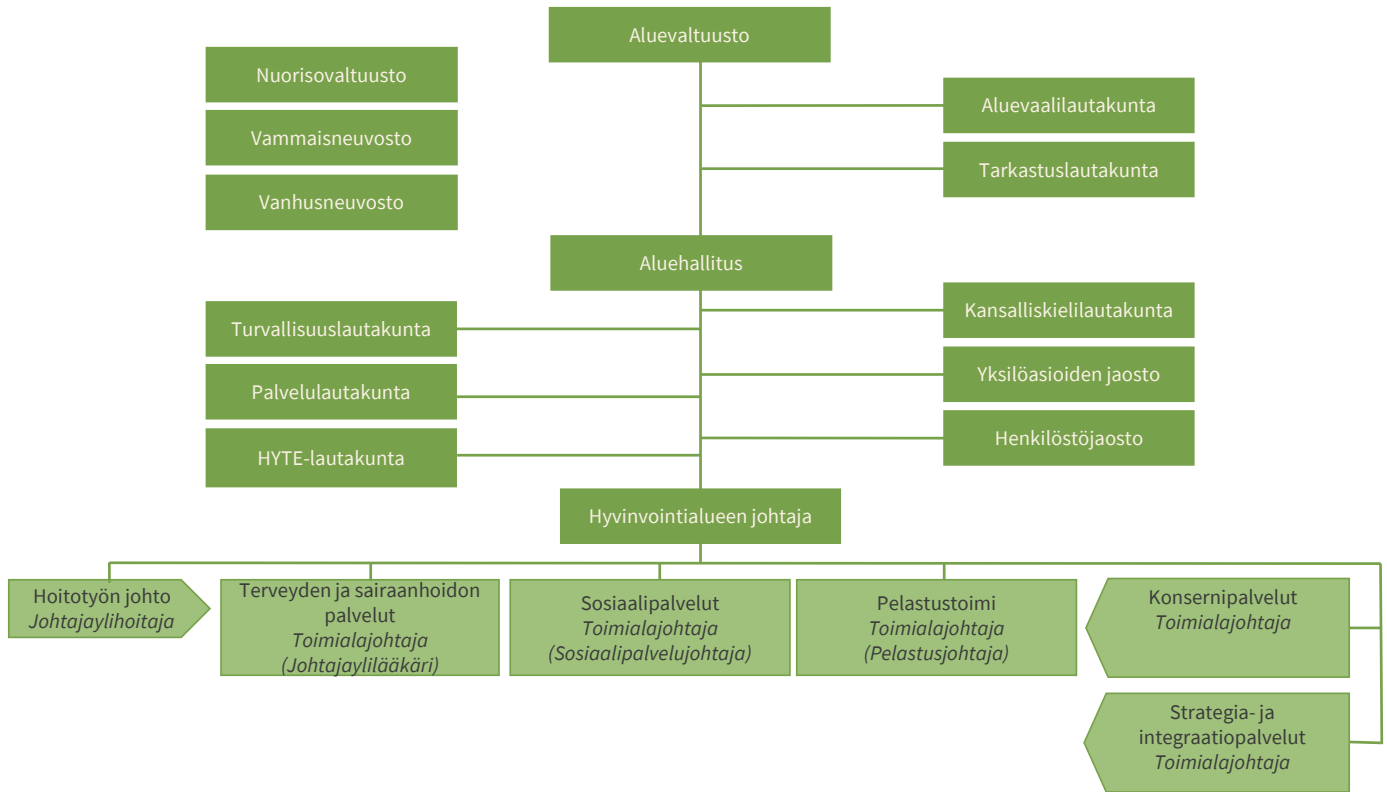 Aluevaltuusto
Nuorisovaltuusto
Vammaisneuvosto
Vanhusneuvosto
Aluevaalilautakunta
Tarkastuslautakunta
Aluehallitus
Turvallisuuslautakunta
Palvelulautakunta
HYTE-lautakunta
Kansalliskielilautakunta
Yksilöasioiden jaosto
Henkilöstöjaosto
Hyvinvointialueen johtaja
Hoitotyön johto
Johtajaylihoitaja
Terveyden ja sairaanhoidon
palvelut
Toimialajohtaja
(Johtajaylilääkäri)
Sosiaalipalvelut
Toimialajohtaja
(Sosiaalipalvelujohtaja)
Pelastustoimi
Toimialajohtaja
(Pelastusjohtaja)
Konsernipalvelut
Toimialajohtaja
Strategia- ja
integraatiopalvelut
Toimialajohtaja